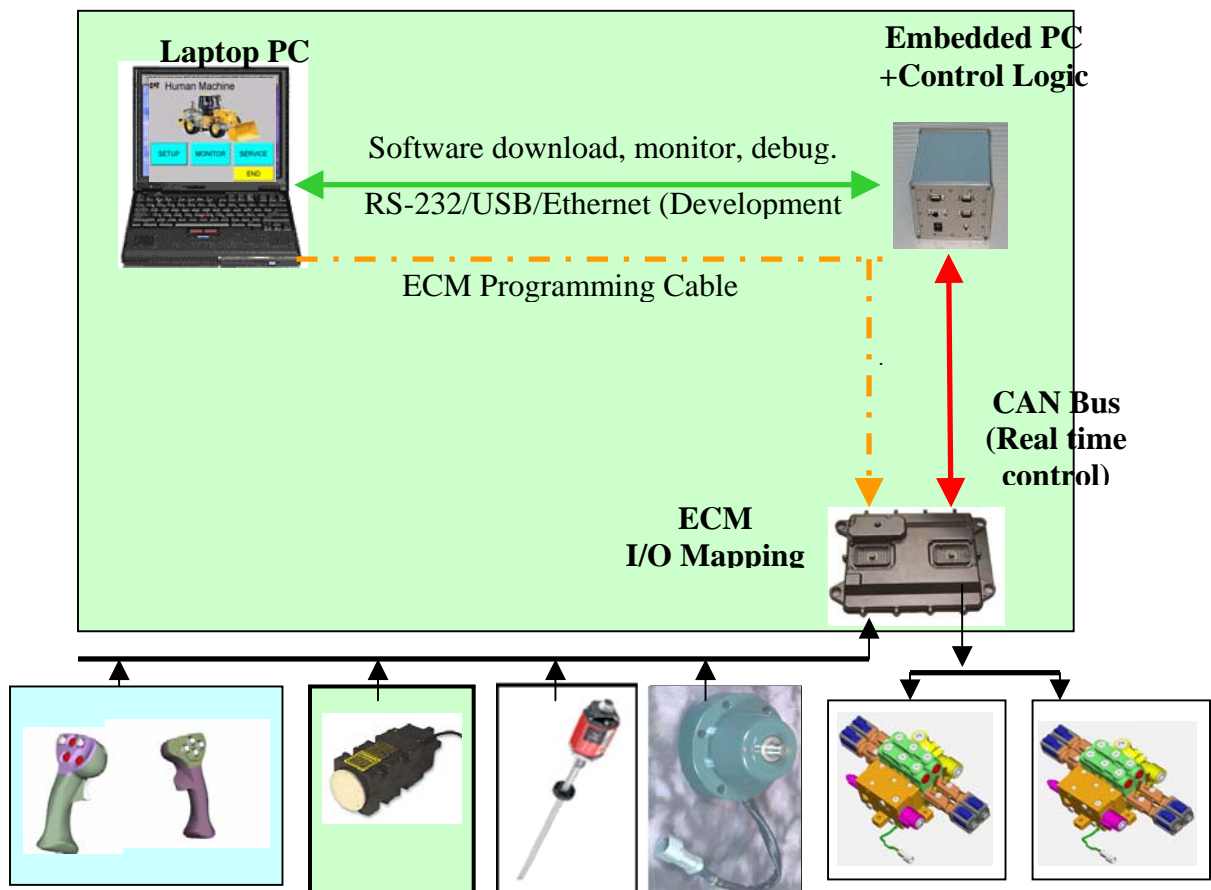 Laptop PC
Embedded PC
+Control Logic
Human Machine
SETUP MONITOR SERVICE
END
Software download, monitor, debug.
RS-232/USB/Ethernet (Development
ECM Programming Cable
CAN Bus
(Real time
control)
ECM
I/O Mapping